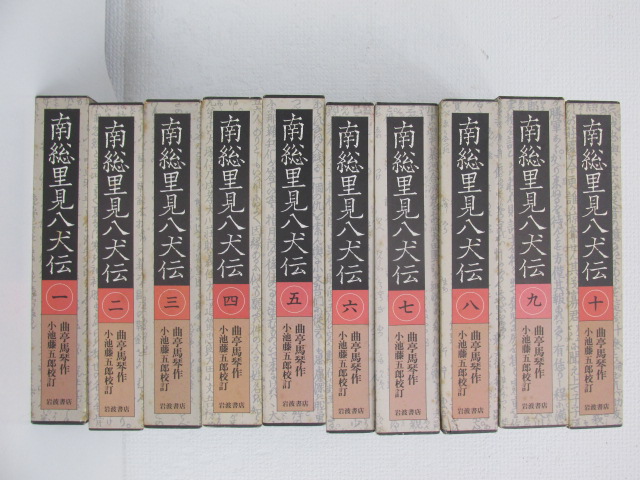 南総里見八犬伝
一
曲亭馬琴作
小池藤五郎校訂
岩波書店
南総里見八犬伝
二
曲亭馬琴作
小池藤五郎校訂
岩波書店
南総里見八犬伝
三
曲亭馬琴作
小池藤五郎校訂
岩波書店
南総里見八犬伝
四
曲亭馬琴作
小池藤五郎校訂
岩波書店
南総里見八犬伝
五
曲亭馬琴作
小池藤五郎校訂
岩波書店
南総里見八犬伝
六
曲亭馬琴作
小池藤五郎校訂
岩波書店
南総里見八犬伝
七
曲亭馬琴作
小池藤五郎校訂
岩波書店
南総里見八犬伝
八
曲亭馬琴作
小池藤五郎校訂
岩波書店
南総里見八犬伝
九
曲亭馬琴作
小池藤五郎校訂
岩波書店
南総里見八犬伝
十
曲亭馬琴作
小池藤五郎校訂
岩波書店